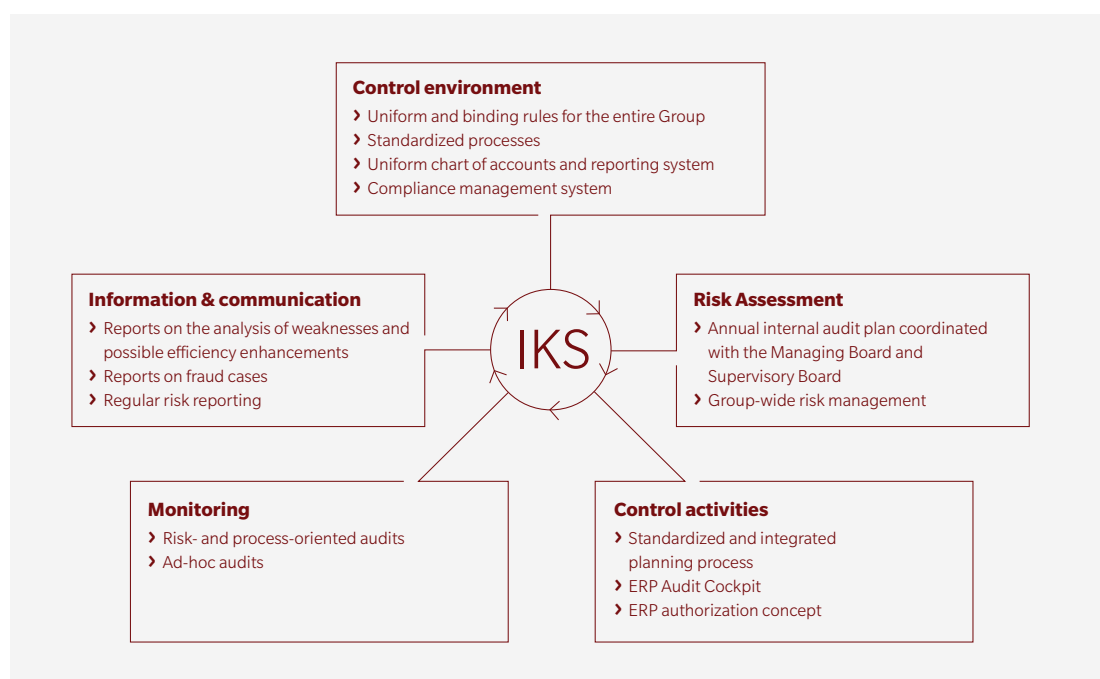 Control environment
› Uniform and binding rules for the entire Group
› Standardized processes
› Uniform chart of accounts and reporting system
› Compliance management system
Information & communication
› Reports on the analysis of weaknesses and
possible efficiency enhancements
› Reports on fraud cases
› Regular risk reporting
IKS
Risk Assessment
› Annual internal audit plan coordinated
with the Managing Board and
Supervisory Board
› Group-wide risk management
Monitoring
› Risk- and process-oriented audits
› Ad-hoc audits
Control activities
› Standardized and integrated
planning process
› ERP Audit Cockpit
› ERP authorization concept